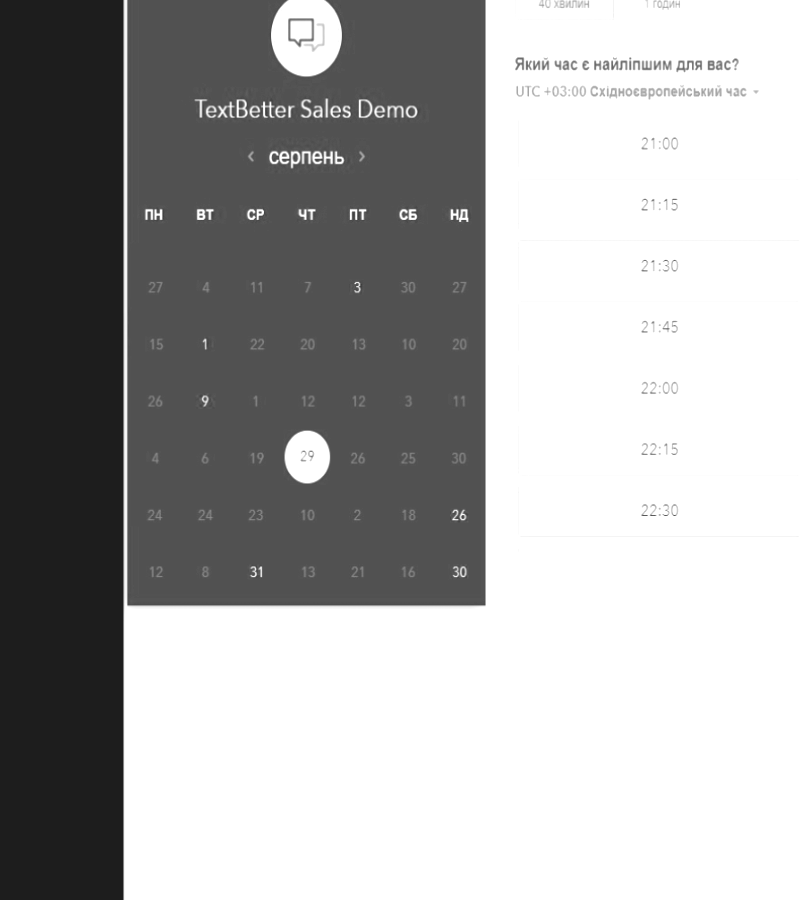 TextBetter Sales Demo
‹ серпень ›
ПН ВТ СР ЧТ ПТ СБ НД
27 4 11 7 3 30 27
15 1 22 20 13 10 20
26 9 1 12 12 3 11
4 6 19 29 26 25 30
24 24 23 10 2 18 26
12 8 31 13 21 16 30
40 хвилин 1 годин
Який час є найліпшим для вас?
UTC +03:00 Східноєвропейський час
21:00
21:15
21:30
21:45
22:00
22:15
22:30